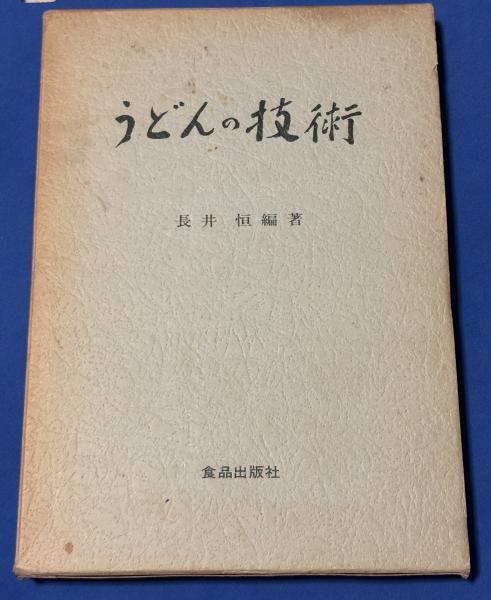 うどんの技術
長井 恒編著
食品出版社